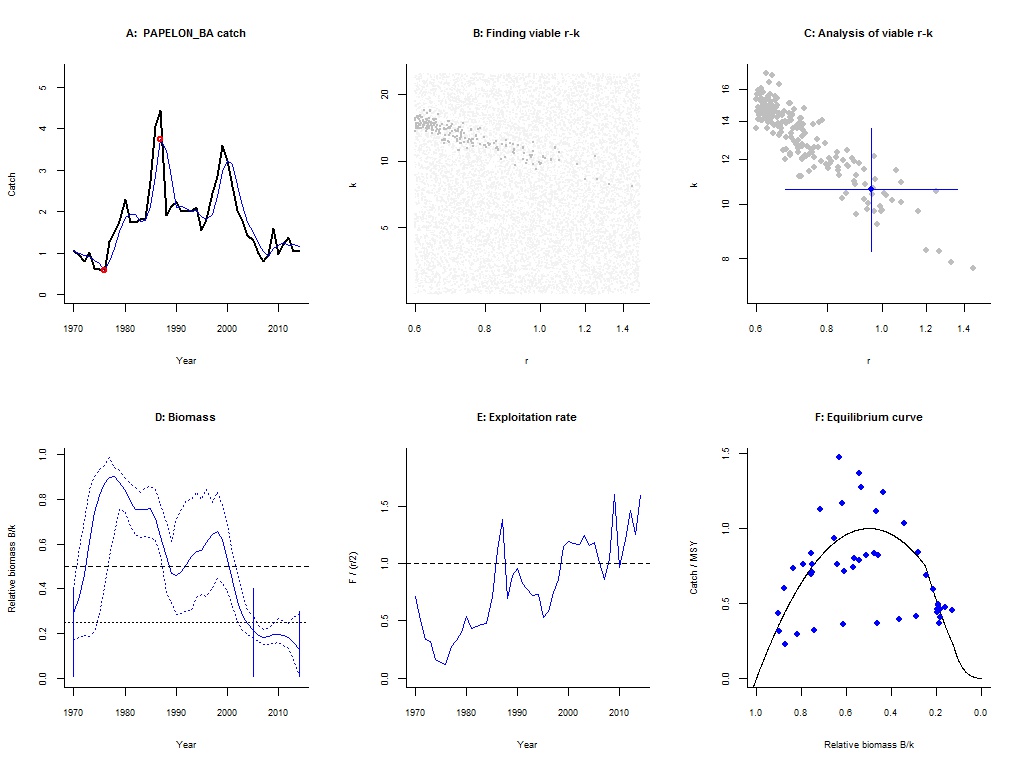 A: PAPELON_BA catch
Catch
5
4
3
2
1
0
1970 1980 1990 2000 2010
Year
B: Finding viable r-k
k
20
10
5
0.6 0.8 1.0 1.2 1.4
r
C: Analysis of viable r-k
k
16
14
12
10
8
0.6 0.8 1.0 1.2 1.4
r
D: Biomass
Relative biomass B/k
1.0
0.8
0.6
0.4
0.2
0.0
1970 1980 1990 2000 2010
Year
E: Exploitation rate
F / (r/2)
1.5
1.0
0.5
0.0
1970 1980 1990 2000 2010
Year
F: Equilibrium curve
Catch / MSY
1.5
1.0
0.5
0.0
1.0 0.8 0.6 0.4 0.2 0.0
Relative biomass B/k